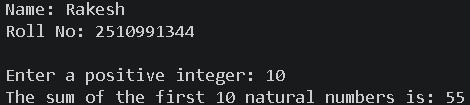 Name: Rakesh
Roll No: 2510991344
Enter a positive integer: 10
The sum of the first 10 natural numbers is: 55